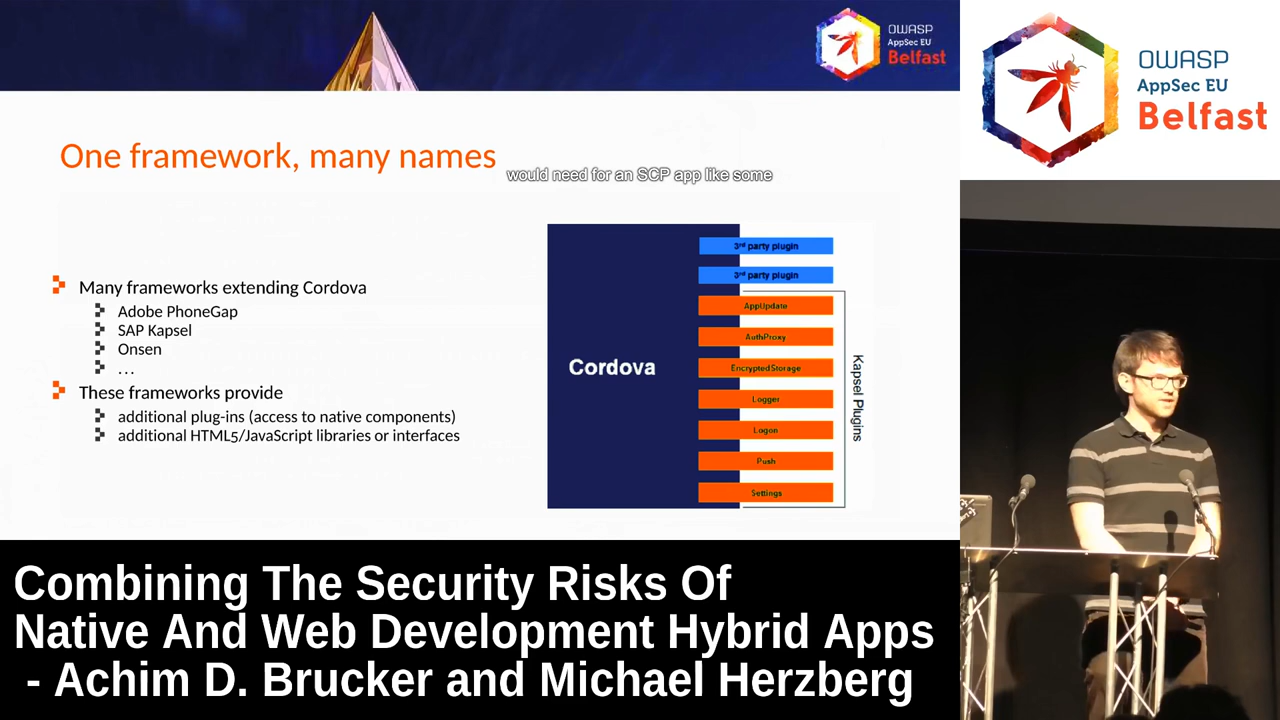 OWASP
AppSec EU
Belfast
OWASP
AppSec EU
Belfast
One framework, many names
would need for an SCP app like some
Many frameworks extending Cordova
Adobe PhoneGap
SAP Kapsel
Onsen
...
These frameworks provide
additional plug-ins (access to native components)
additional HTML5/JavaScript libraries or interfaces
Cordova
3rd party plugin
3rd party plugin
AppUpdate
AuthProxy
EncryptedStorage
Logger
Logon
Push
Settings
Kapsel Plugins
Combining The Security Risks Of
Native And Web Development Hybrid Apps
- Achim D. Brucker and Michael Herzberg